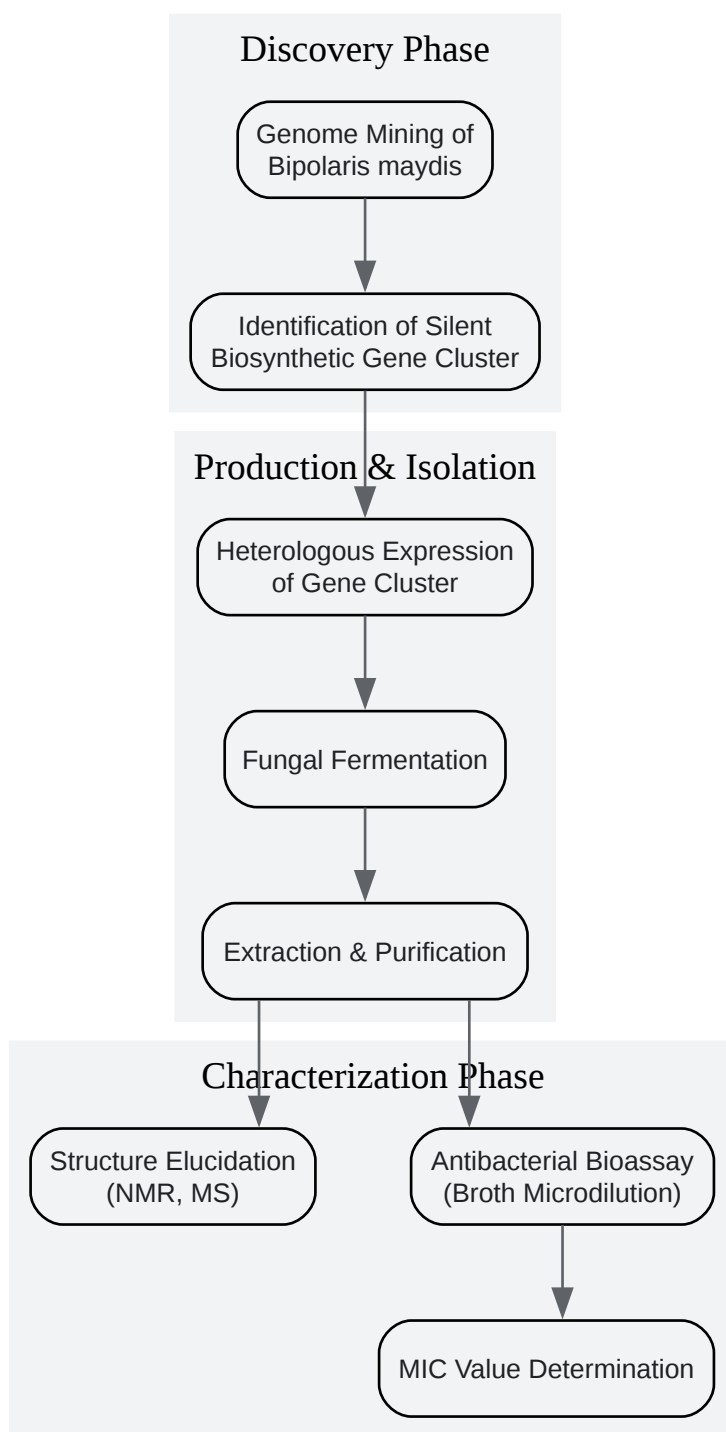 Discovery Phase
Genome Mining of
Bipolaris maydis
Identification of Silent
Biosynthetic Gene Cluster
Production & Isolation
Heterologous Expression
of Gene Cluster
Fungal Fermentation
Extraction & Purification
Characterization Phase
Structure Elucidation
(NMR, MS)
Antibacterial Bioassay
(Broth Microdilution)
MIC Value Determination